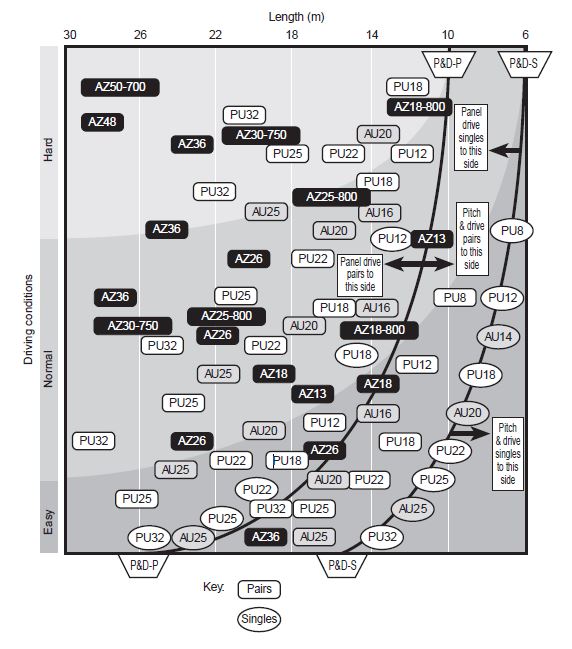 Length (m)
30 26 22 18 14 10 6
P&D-P P&D-S
AZ50-700 PU18
AZ18-800
AZ48 PU32
Panel
drive
singles
to this
side
AZ30-750 AU20
AZ36
PU25 PU22 PU12
Hard
PU32 PU18
AZ25-800
AU25 AU16
Pitch
& drive
pairs
to this
side
AZ36 AU20 PU8
PU12 AZ13
AZ26 PU22
Panel drive
pairs to
this side
AZ36 PU25 PU8 PU12
PU18 AU16
AZ25-800
AZ30-750 AU20 AZ18-800
AZ26 AU14
PU32 PU22
PU18
PU12
AU25 AZ18 PU18
AZ18
AZ13
PU25
AU16 AU20
PU12
Driving conditions
Normal
AU20
PU32 AZ26 PU18
Pitch
& drive
singles
to this
side
AZ26 PU22
PU22 PU18
AU25
AU20 PU22 PU25
PU22
PU25
PU32 PU25 AU25
PU25
Easy
PU32 AU25 AZ36 AU25 PU32
P&D-P P&D-S
Key: Pairs
Singles